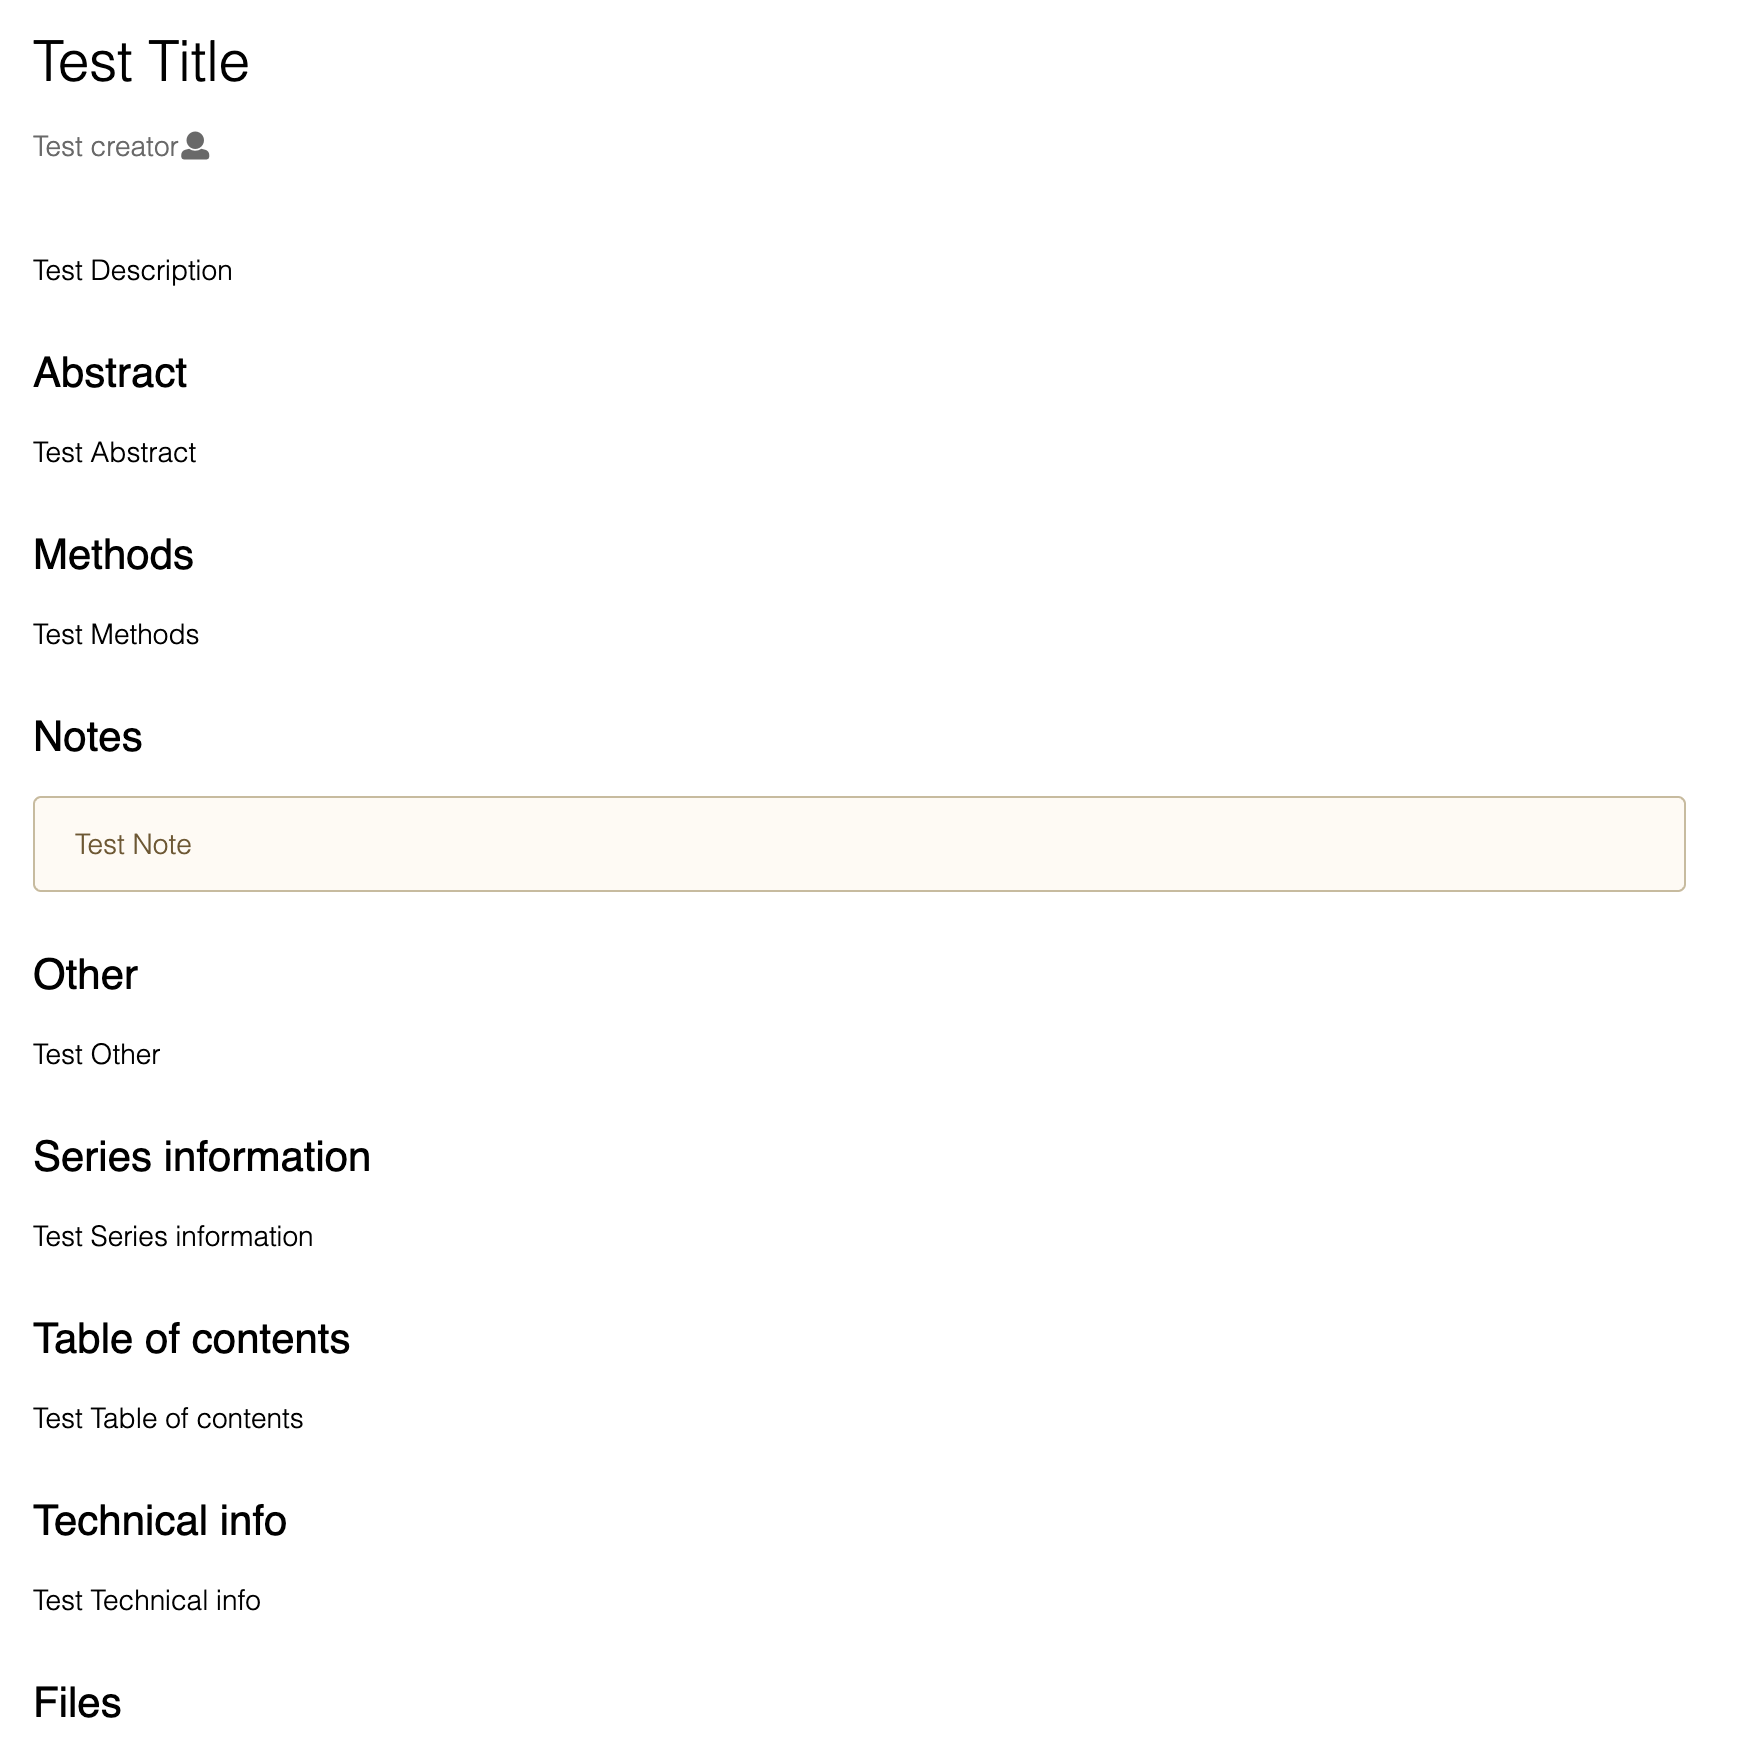 Test Title
Test creator
Test Description
Abstract
Test Abstract
Methods
Test Methods
Notes
Test Note
Other
Test Other
Series information
Test Series information
Table of contents
Test Table of contents
Technical info
Test Technical info
Files